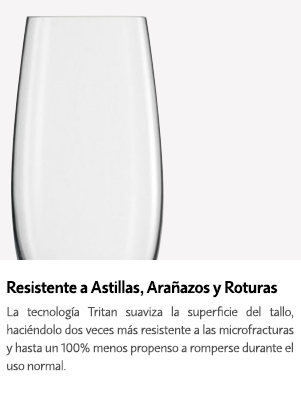 Resistente a Astillas, Arañazos y Roturas
La tecnología Tritan suaviza la superficie del tallo,
haciéndolo dos veces más resistente a las microfracturas
y hasta un 100% menos propenso a romperse durante el
uso normal.